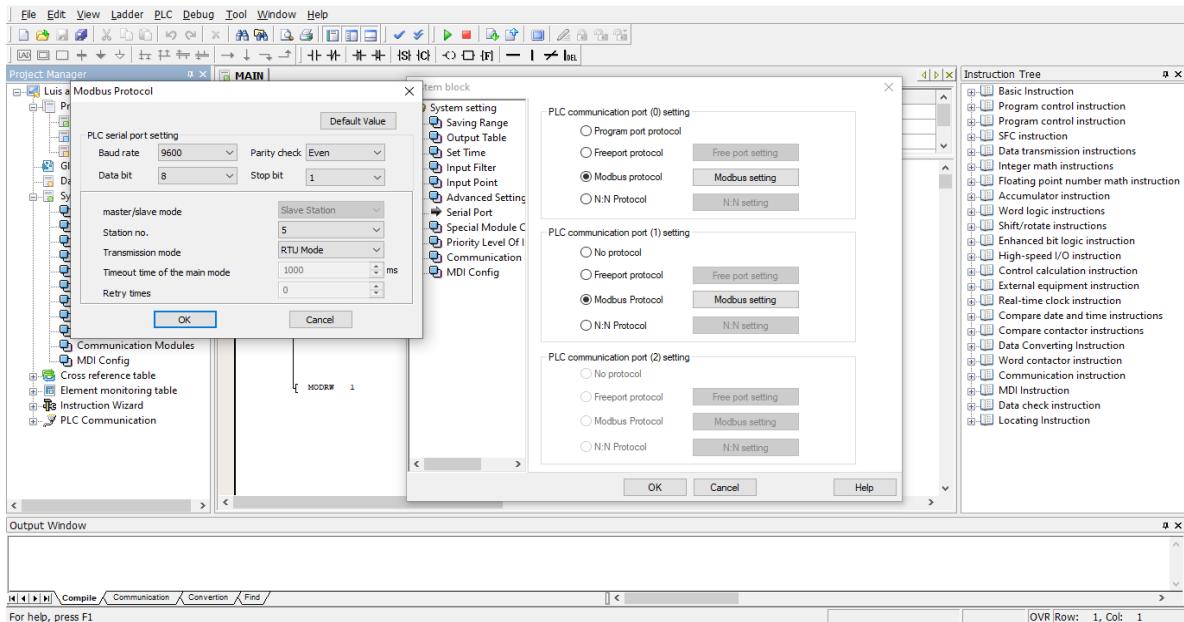 File Edit View Ladder PLC Debug Tool Window Help
LAD
S C F DEL
Project Manager
MAIN
Instruction Tree
Luis a
Pr
Gl
Da
Sy
Communication Modules
MDI Config
Cross reference table
Element monitoring table
Instruction Wizard
PLC Communication
Modbus Protocol
Default Value
PLC serial port setting
Baud rate 9600 Parity check Even
Data bit 8 Stop bit 1
master/slave mode Slave Station
Station no. 5
Transmission mode RTU Mode
Timeout time of the main mode 1000 ms
Retry times 0
OK Cancel
MODRW 1
tem block
System setting
Saving Range
Output Table
Set Time
Input Filter
Input Point
Advanced Setting
Serial Port
Special Module C
Priority Level Of I
Communication
MDI Config
PLC communication port (0) setting
Program port protocol
Freeport protocol Free port setting
Modbus protocol Modbus setting
N:N Protocol N:N setting
PLC communication port (1) setting
No protocol
Freeport protocol Free port setting
Modbus Protocol Modbus setting
N:N Protocol N:N setting
PLC communication port (2) setting
No protocol
Freeport protocol Free port setting
Modbus Protocol Modbus setting
N:N Protocol N:N setting
OK Cancel Help
Basic Instruction
Program control instruction
Program control instruction
SFC instruction
Data transmission instructions
Integer math instructions
Floating point number math instruction
Accumulator instruction
Word logic instructions
Shift/rotate instructions
Enhanced bit logic instruction
High-speed I/O instruction
Control calculation instruction
External equipment instruction
Real-time clock instruction
Compare date and time instructions
Compare contactor instructions
Data Converting Instruction
Word contactor instruction
Communication instruction
MDI Instruction
Data check instruction
Locating Instruction
Output Window
Compile Communication Convertion Find
For help, press F1
OVR Row: 1, Col: 1